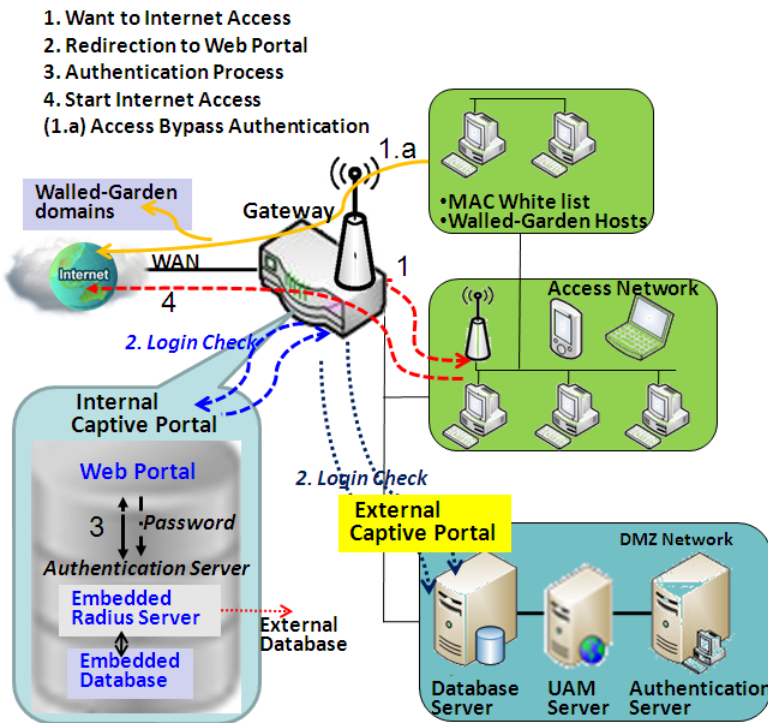 1. Want to Internet Access
2. Redirection to Web Portal
3. Authentication Process
4. Start Internet Access
(1.a) Access Bypass Authentication
1.a
Walled-Garden
domains
Gateway
•MAC White list
•Walled-Garden Hosts
Internet
WAN
1
4
Access Network
2. Login Check
Internal
Captive Portal
Web Portal
2. Login Check
3
•Password
External
Captive Portal
Authentication Server
DMZ Network
Embedded
Radius Server
External
Database
Embedded
Database
Database
Server
UAM
Server
Authentication
Server